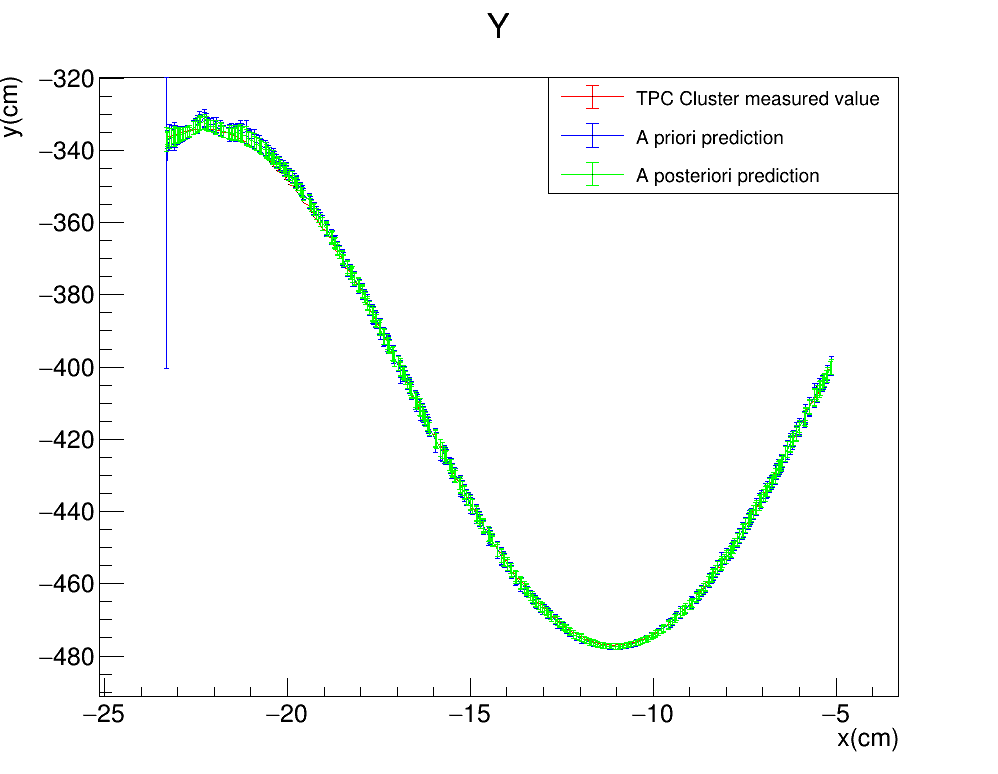 Y
y(cm)
−320
−340
−360
−380
−400
−420
−440
−460
−480
TPC Cluster measured value
A priori prediction
A posteriori prediction
−25
−20
−15
−10
−5
x(cm)